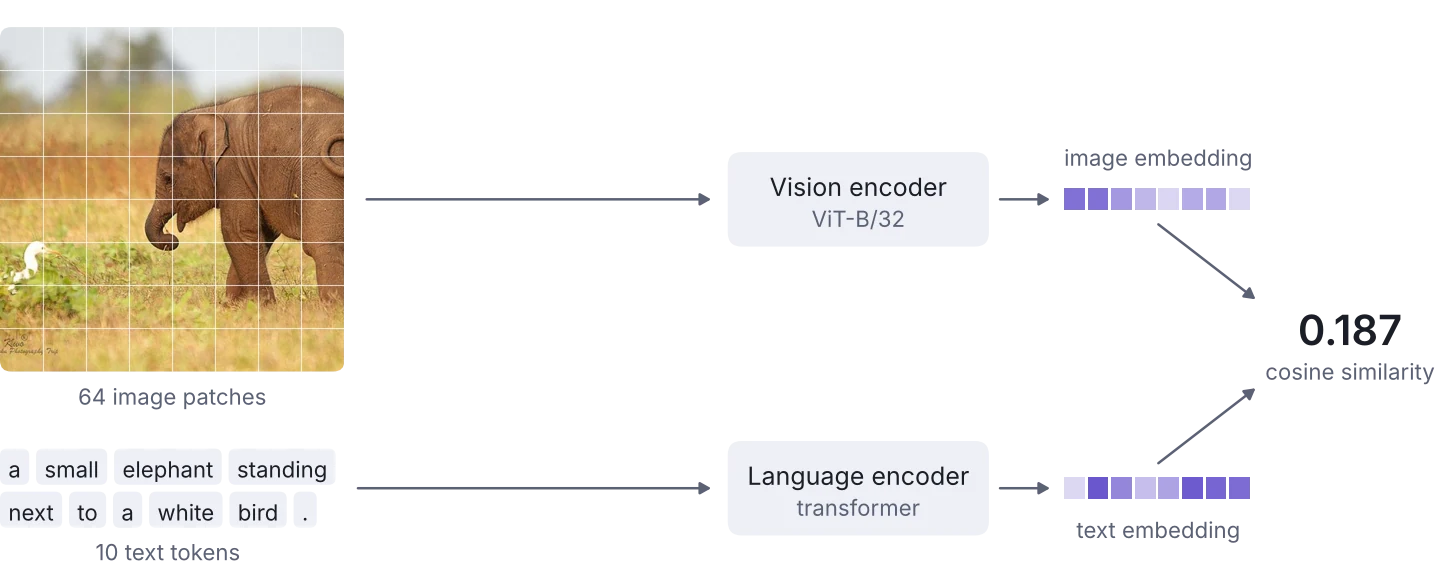 Vision encoder
ViT-B/32
image embedding
0.187
cosine similarity
64 image patches
a small elephant standing
next to a white bird .
10 text tokens
Language encoder
transformer
text embedding